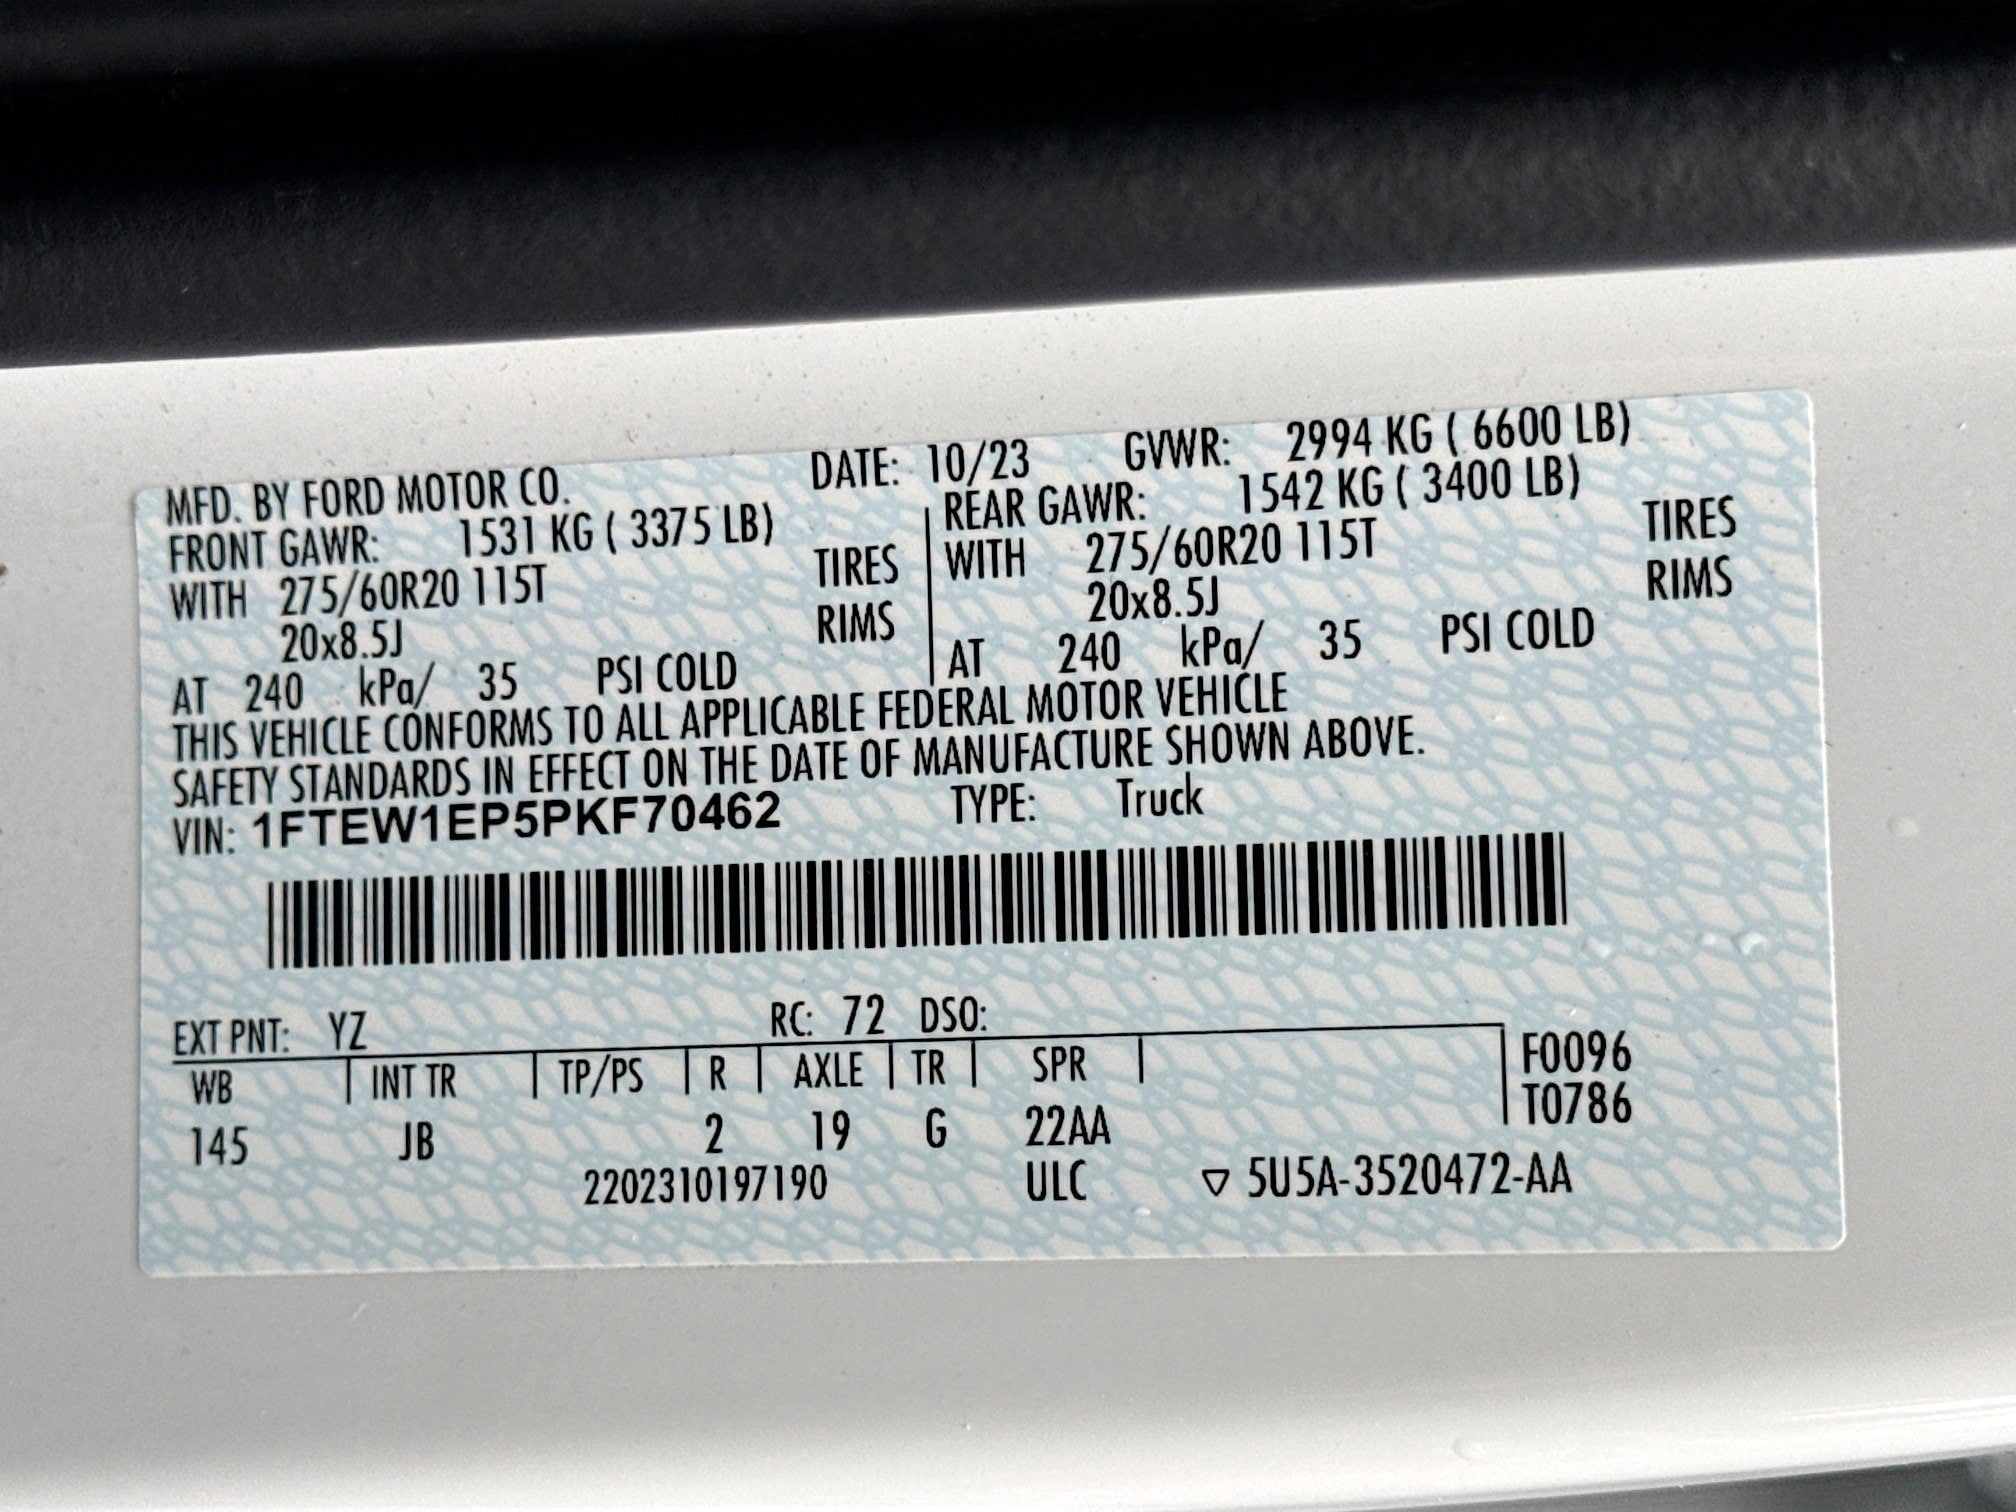 MFD. BY FORD MOTOR CO. DATE: 10/23 GVWR: 2994 KG ( 6600 LB)
FRONT GAWR: 1531 KG ( 3375 LB) REAR GAWR: 1542 KG ( 3400 LB)
WITH 275/60R20 115T TIRES WITH 275/60R20 115T TIRES
20x8.5J RIMS 20x8.5J RIMS
AT 240 kPa/ 35 PSI COLD AT 240 kPa/ 35 PSI COLD
THIS VEHICLE CONFORMS TO ALL APPLICABLE FEDERAL MOTOR VEHICLE
SAFETY STANDARDS IN EFFECT ON THE DATE OF MANUFACTURE SHOWN ABOVE.
VIN: 1FTEW1EP5PKF70462 TYPE: Truck
EXT PNT: YZ RC: 72 DSO:
WB INT TR TP/PS R AXLE TR SPR F0096
145 JB 2 19 G 22AA T0786
2202310197190 ULC ▽ 5U5A-3520472-AA